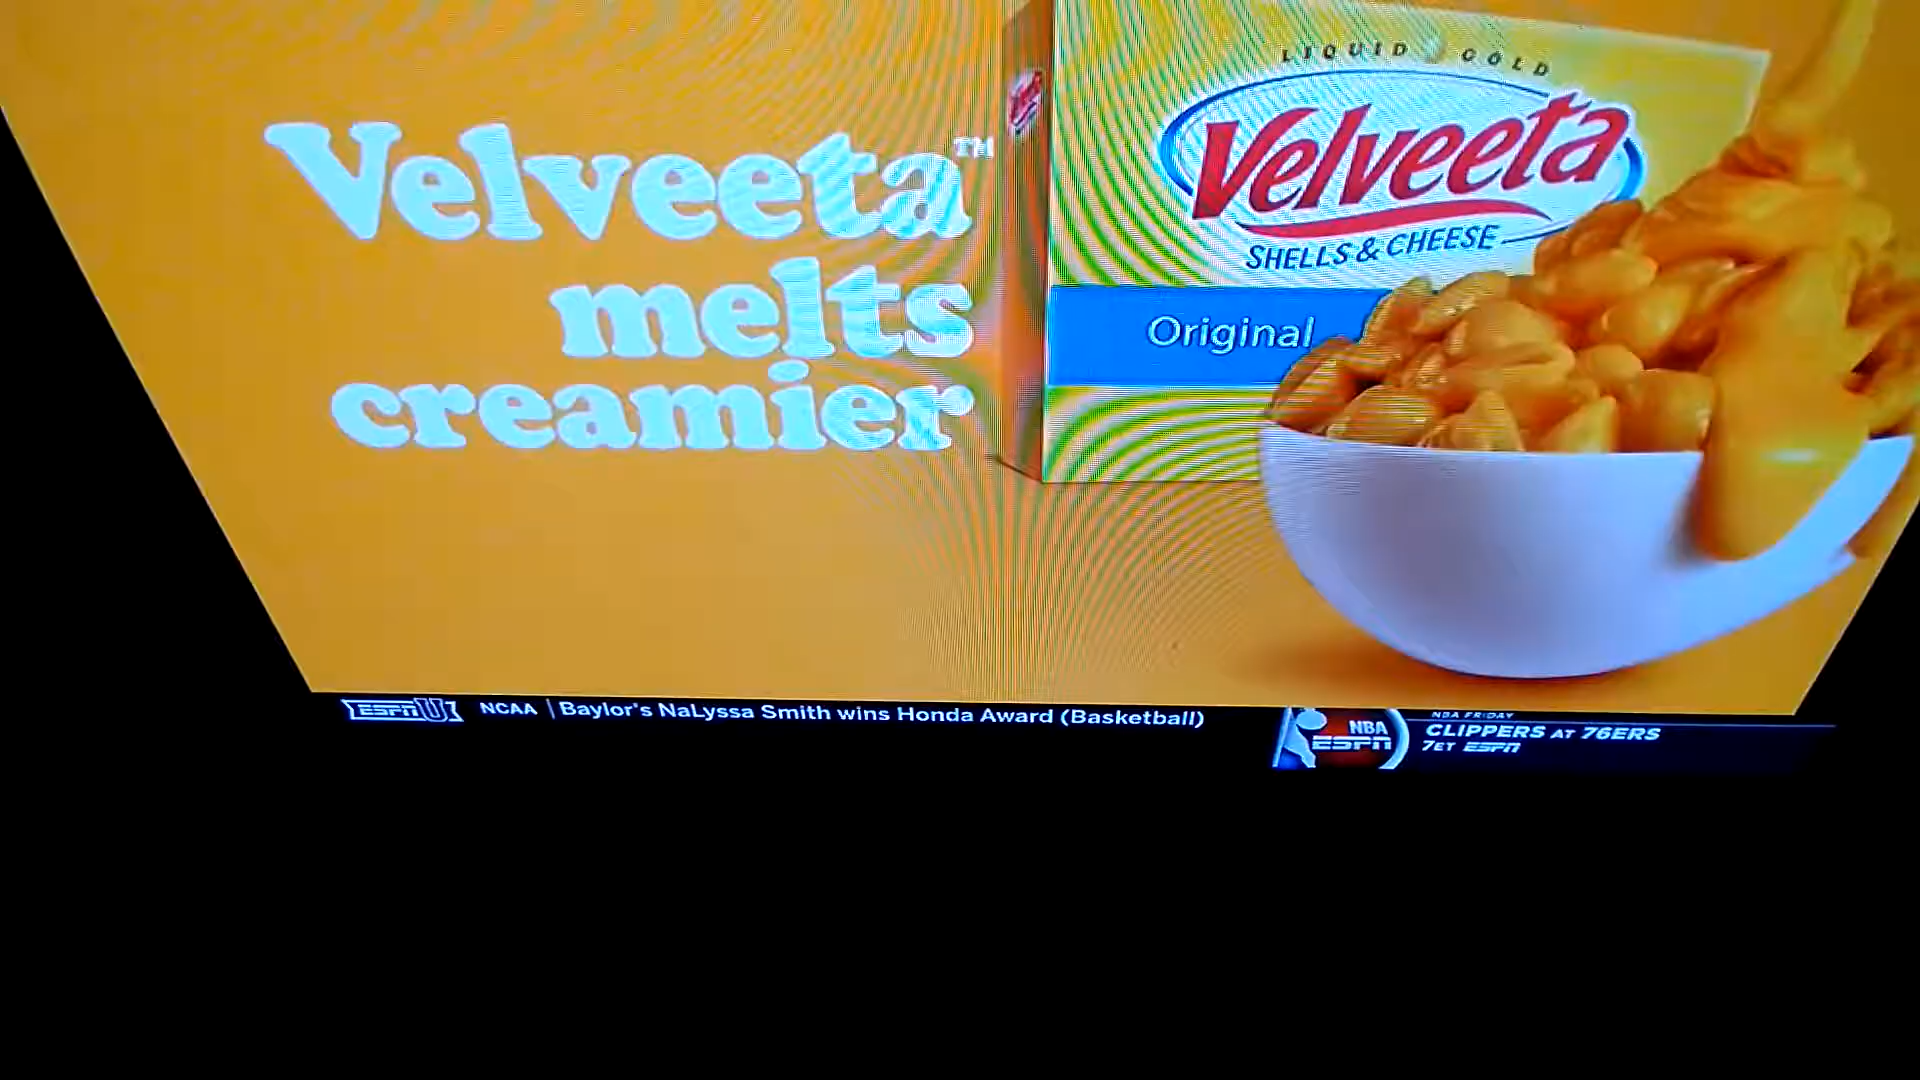 Velveeta™
melts
creamier
LIQUID GOLD
Velveeta
SHELLS & CHEESE
Original
ESPNU NCAA | Baylor's NaLyssa Smith wins Honda Award (Basketball)
NBA
ESPN
NBA FRIDAY
CLIPPERS AT 76ERS
7ET ESPN